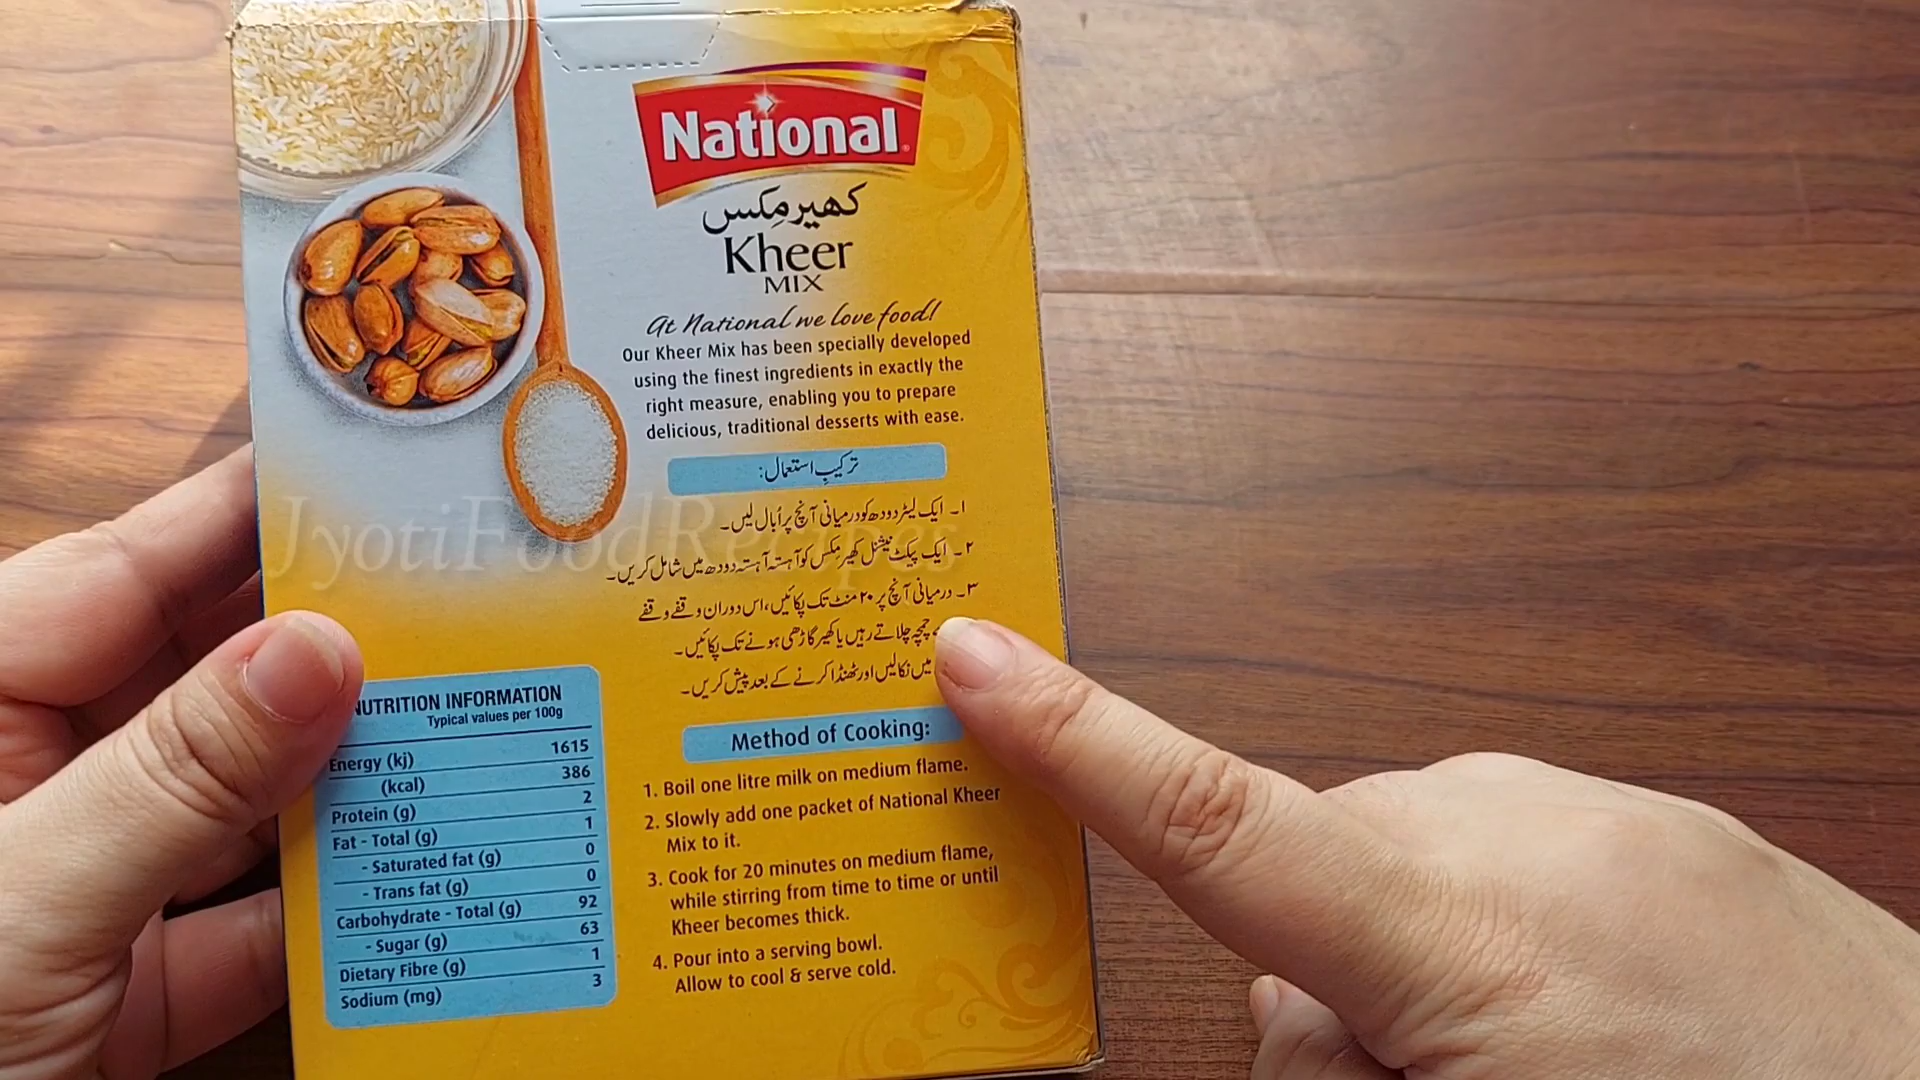 National
کھیر مِکس
Kheer
MIX
At National we love food!
Our Kheer Mix has been specially developed
using the finest ingredients in exactly the
right measure, enabling you to prepare
delicious, traditional desserts with ease.
ترکیبِ استعمال:
۱۔ ایک لیٹر دودھ کو درمیانی آنچ پر اُبال لیں۔
۲۔ ایک پیکٹ نیشنل کھیر مِکس کو آہستہ آہستہ دودھ میں شامل کریں۔
۳۔ درمیانی آنچ پر ۲۰ منٹ تک پکائیں، اس دوران وقفے وقفے
چمچہ چلاتے رہیں یا کھیر گاڑھی ہونے تک پکائیں۔
میں نکالیں اور ٹھنڈا کرنے کے بعد پیش کریں۔
JyotiFoodRecipes
Method of Cooking:
1. Boil one litre milk on medium flame.
2. Slowly add one packet of National Kheer
Mix to it.
3. Cook for 20 minutes on medium flame,
while stirring from time to time or until
Kheer becomes thick.
4. Pour into a serving bowl.
Allow to cool & serve cold.
NUTRITION INFORMATION
Typical values per 100g
Energy (kj) 1615
(kcal) 386
Protein (g) 2
Fat - Total (g) 1
- Saturated fat (g) 0
- Trans fat (g) 0
Carbohydrate - Total (g) 92
- Sugar (g) 63
Dietary Fibre (g) 1
Sodium (mg) 3